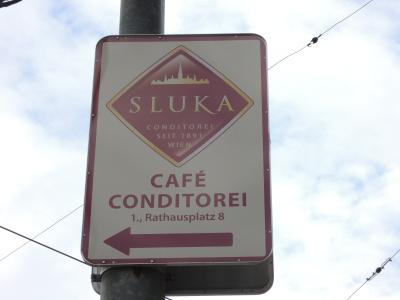 SLUKA
CONDITOREI
SEIT 1891
WIEN
CAFÉ
CONDITOREI
1., Rathausplatz 8